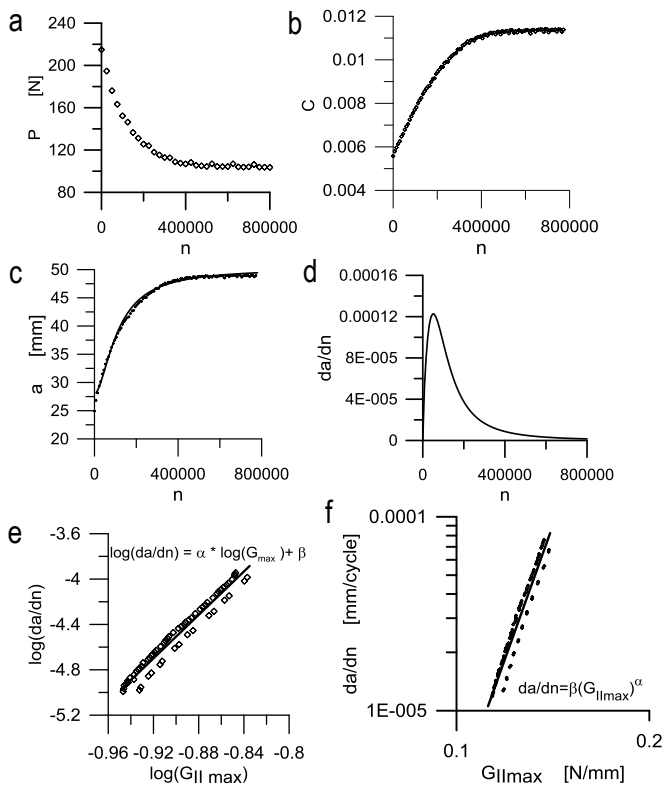 a
240
200
160
120
80
P [N]
0
400000
800000
n
b
0.012
0.010
0.008
0.006
0.004
C
0
400000
800000
n
c
50
45
40
35
30
25
20
a [mm]
0
400000
800000
n
d
0.00016
0.00012
8E-005
4E-005
0
da/dn
0
400000
800000
n
e
-3.6
-4
-4.4
-4.8
-5.2
log(da/dn)
log(da/dn) = α * log(Gmax )+ β
-0.96 -0.92 -0.88 -0.84 -0.8
log(GII max)
f
0.0001
1E-005
da/dn [mm/cycle]
da/dn=β(GIImax)α
0.1
0.2
GIImax [N/mm]